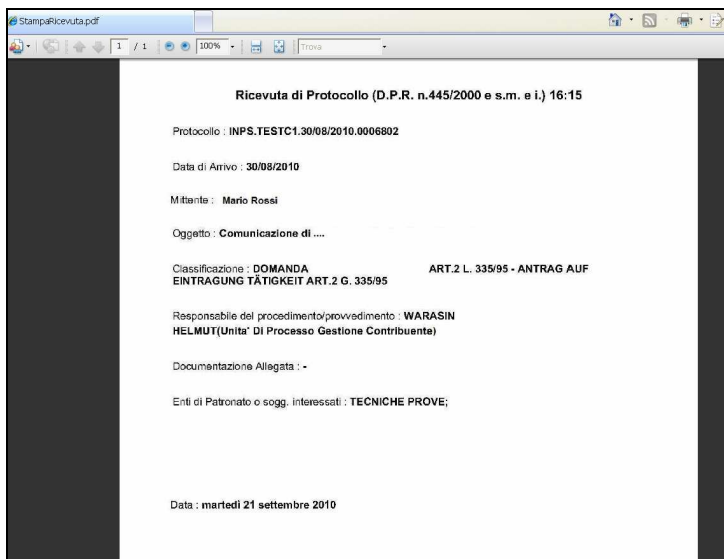 StampaRicevuta.pdf
1 / 1 100% Trova
Ricevuta di Protocollo (D.P.R. n.445/2000 e s.m. e i.) 16:15
Protocollo : INPS.TESTC1.30/08/2010.0006802
Data di Arrivo : 30/08/2010
Mittente : Mario Rossi
Oggetto : Comunicazione di ....
Classificazione : DOMANDA ART.2 L. 335/95 - ANTRAG AUF
EINTRAGUNG TÄTIGKEIT ART.2 G. 335/95
Responsabile del procedimento/provvedimento : WARASIN
HELMUT(Unita' Di Processo Gestione Contribuente)
Documentazione Allegata : -
Enti di Patronato o sogg. interessati : TECNICHE PROVE;
Data : martedì 21 settembre 2010